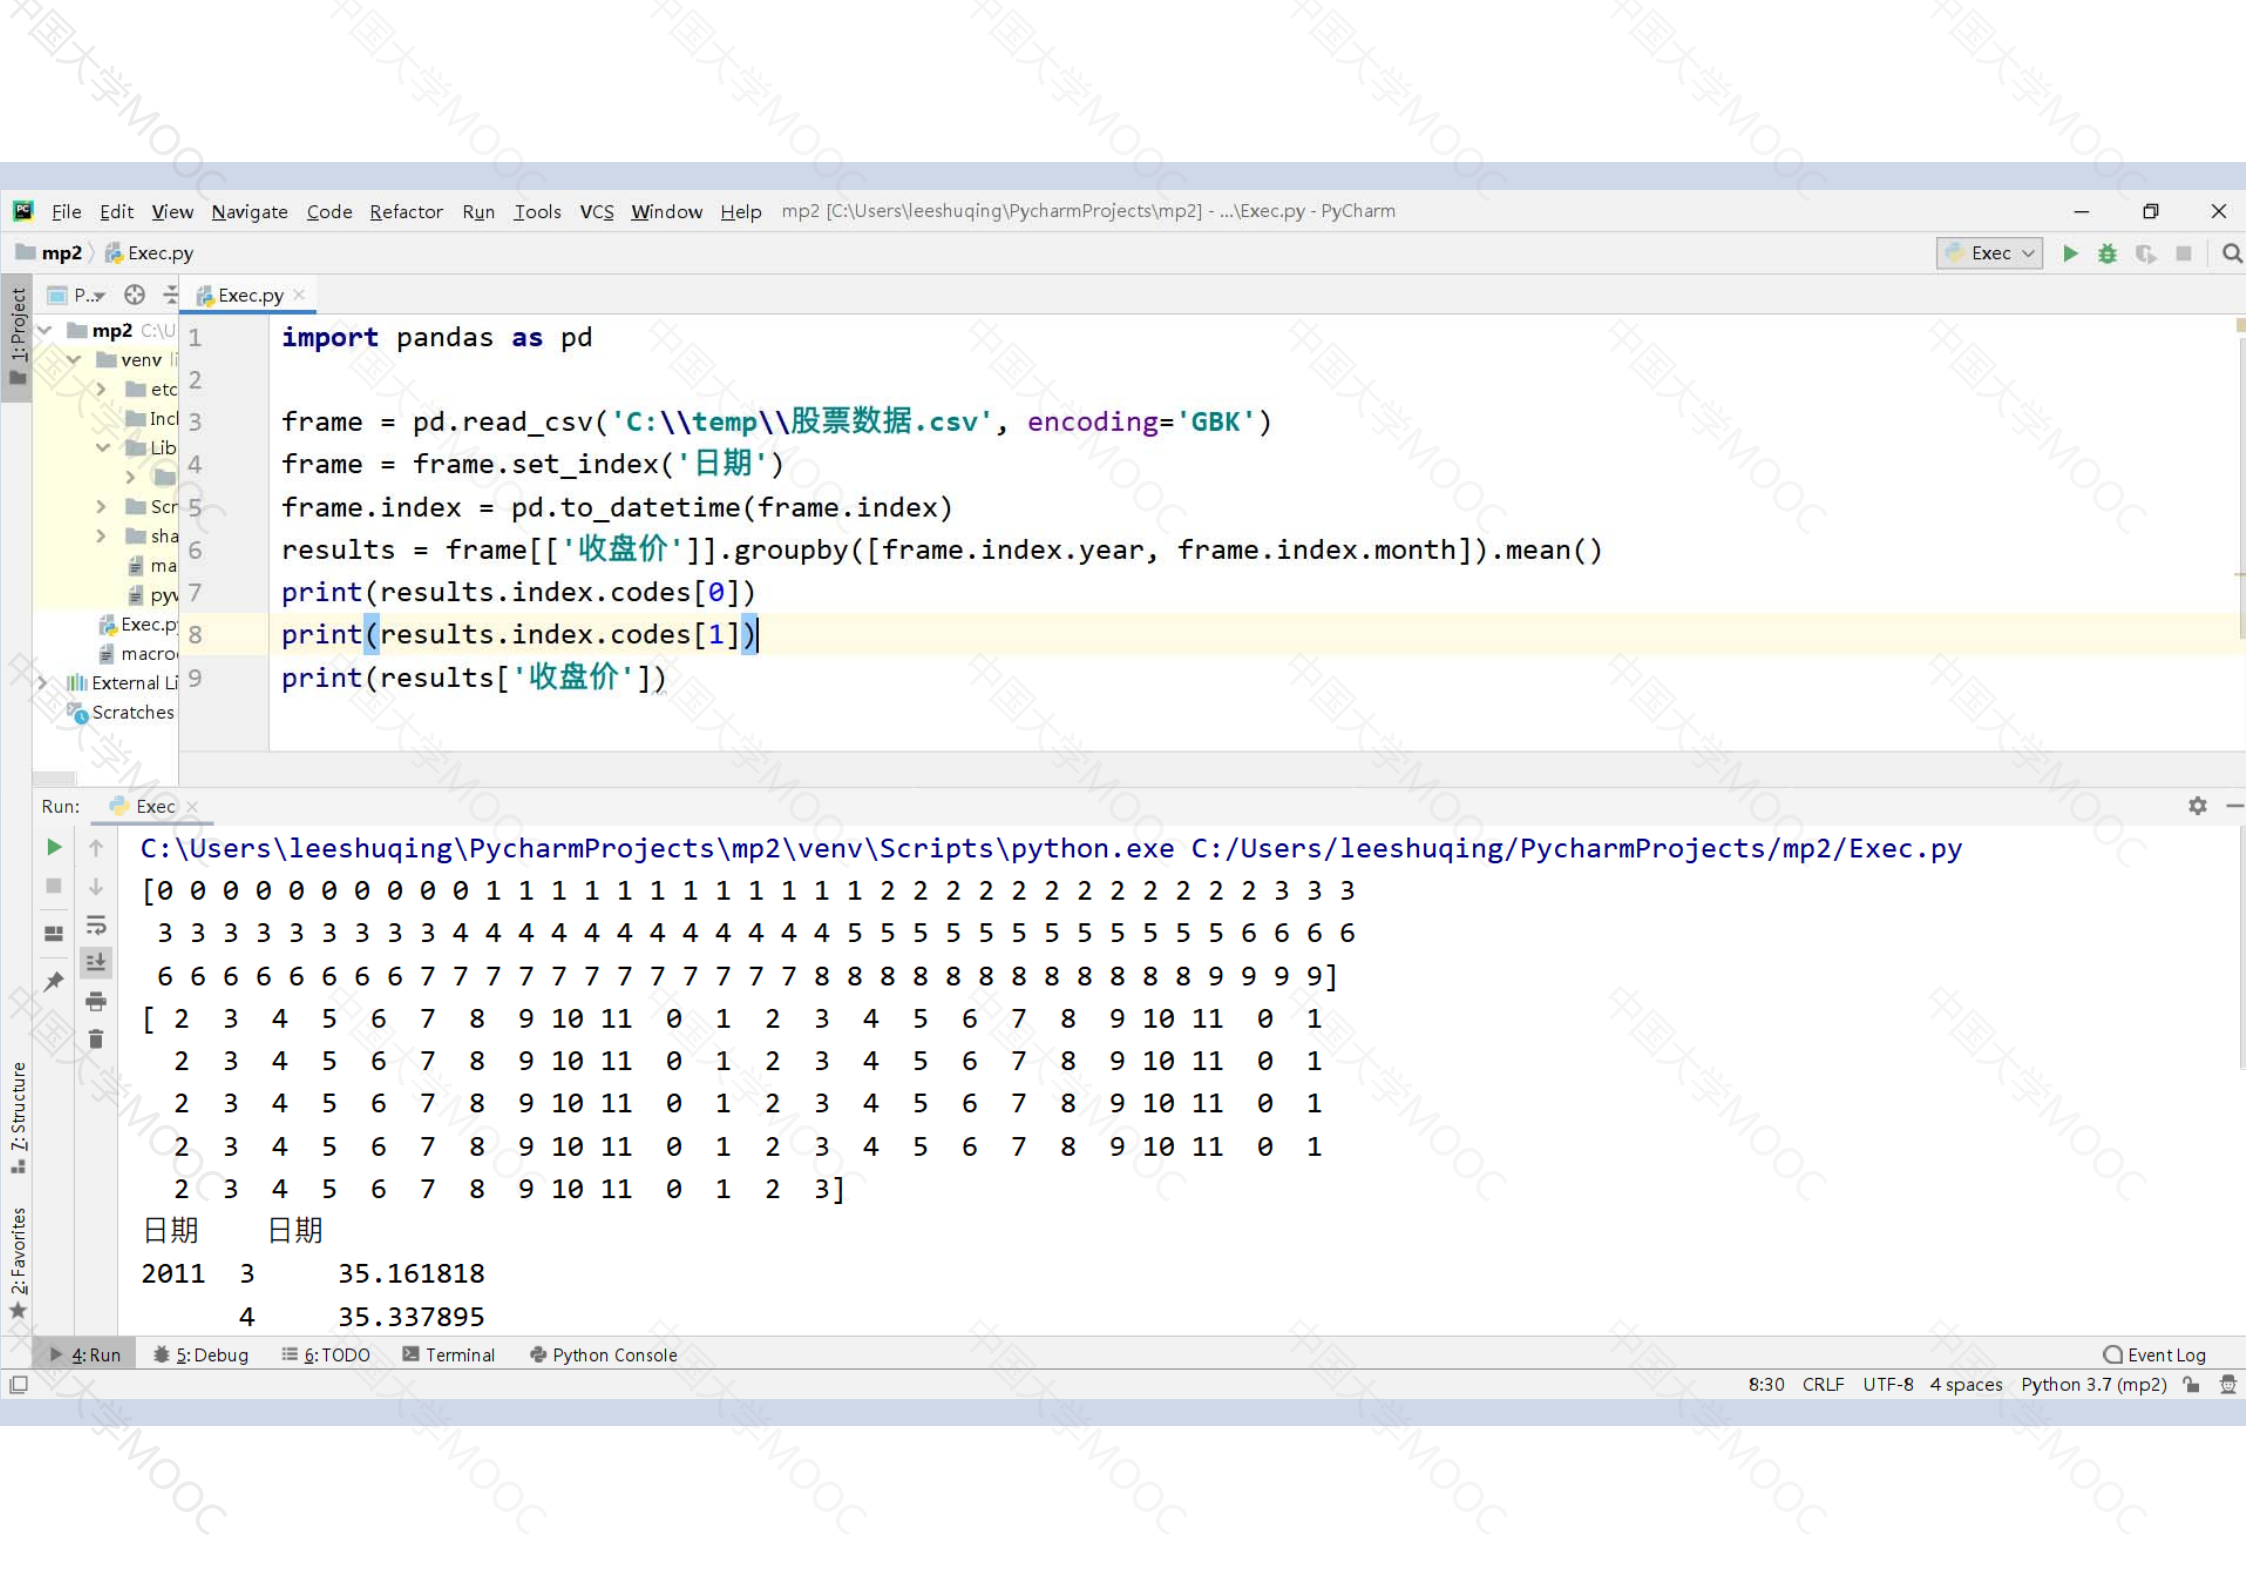 File Edit View Navigate Code Refactor Run Tools VCS Window Help mp2 [C:\Users\leeshuqing\PycharmProjects\mp2] - ...\Exec.py - PyCharm
mp2 Exec.py Exec
1: Project P.. Exec.py
mp2 C:\U
venv li
etc
Incl
Lib
Scr
sha
ma
pyv
Exec.p
macro
External Li
Scratches
1 import pandas as pd
2
3 frame = pd.read_csv('C:\\temp\\股票数据.csv', encoding='GBK')
4 frame = frame.set_index('日期')
5 frame.index = pd.to_datetime(frame.index)
6 results = frame[['收盘价']].groupby([frame.index.year, frame.index.month]).mean()
7 print(results.index.codes[0])
8 print(results.index.codes[1])
9 print(results['收盘价'])
Run: Exec
C:\Users\leeshuqing\PycharmProjects\mp2\venv\Scripts\python.exe C:/Users/leeshuqing/PycharmProjects/mp2/Exec.py
[0 0 0 0 0 0 0 0 0 0 1 1 1 1 1 1 1 1 1 1 1 1 2 2 2 2 2 2 2 2 2 2 2 2 3 3 3
3 3 3 3 3 3 3 3 3 4 4 4 4 4 4 4 4 4 4 4 4 5 5 5 5 5 5 5 5 5 5 5 5 6 6 6 6
6 6 6 6 6 6 6 6 7 7 7 7 7 7 7 7 7 7 7 7 8 8 8 8 8 8 8 8 8 8 8 8 9 9 9 9]
[ 2 3 4 5 6 7 8 9 10 11 0 1 2 3 4 5 6 7 8 9 10 11 0 1
2 3 4 5 6 7 8 9 10 11 0 1 2 3 4 5 6 7 8 9 10 11 0 1
2 3 4 5 6 7 8 9 10 11 0 1 2 3 4 5 6 7 8 9 10 11 0 1
2 3 4 5 6 7 8 9 10 11 0 1 2 3 4 5 6 7 8 9 10 11 0 1
2 3 4 5 6 7 8 9 10 11 0 1 2 3]
日期 日期
2011 3 35.161818
4 35.337895
7: Structure
2: Favorites
4: Run 5: Debug 6: TODO Terminal Python Console Event Log
8:30 CRLF UTF-8 4 spaces Python 3.7 (mp2)
中国大学MOOC